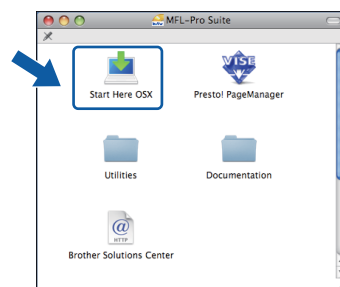 MFL-Pro Suite
Start Here OSX
VISE
Presto! PageManager
Utilities
Documentation
@
HTTP
Brother Solutions Center